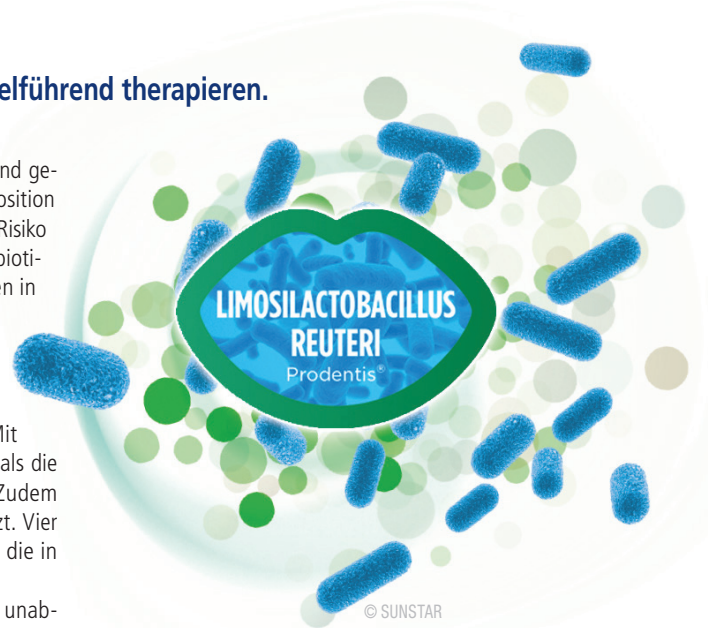 elführend therapieren.
nd ge-
osition
Risiko
bioti-
en in
Mit
als die
Zudem
zt. Vier
die in
unab-
LIMOSILACTOBACILLUS
REUTERI
Prodentis®
© SUNSTAR